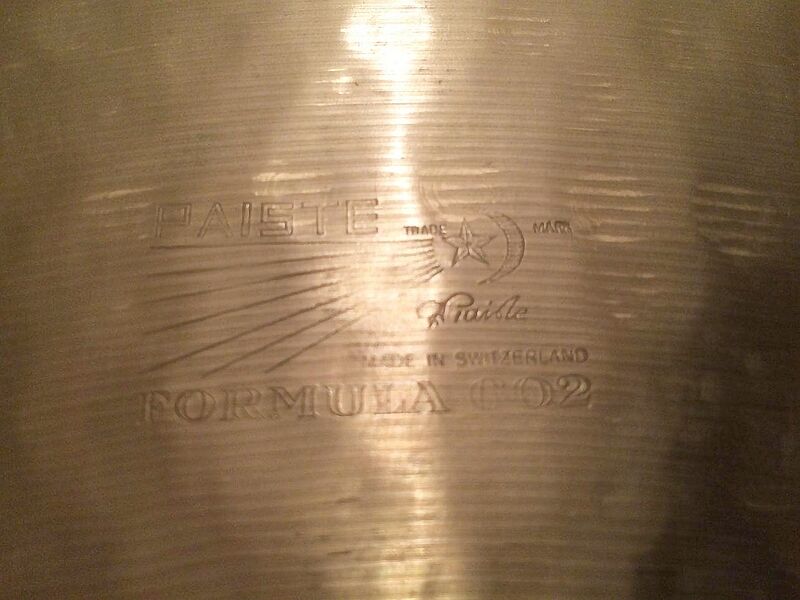 PAISTE
TRADE MARK
Paiste
MADE IN SWITZERLAND
FORMULA 602